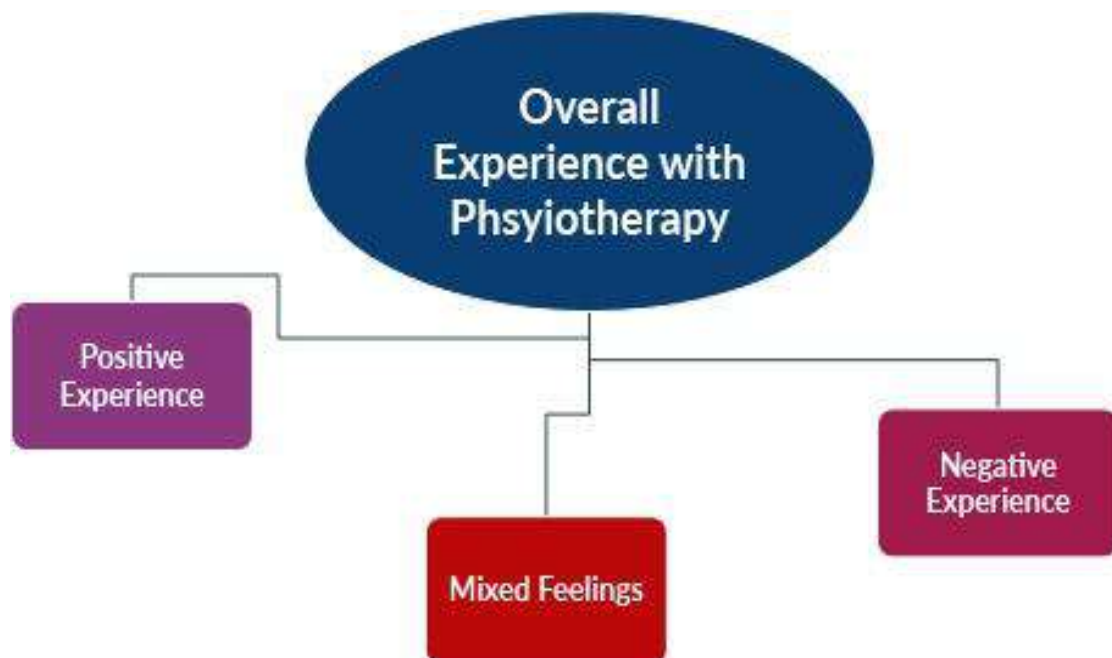 Overall
Experience with
Phsyiotherapy
Positive
Experience
Negative
Experience
Mixed Feelings